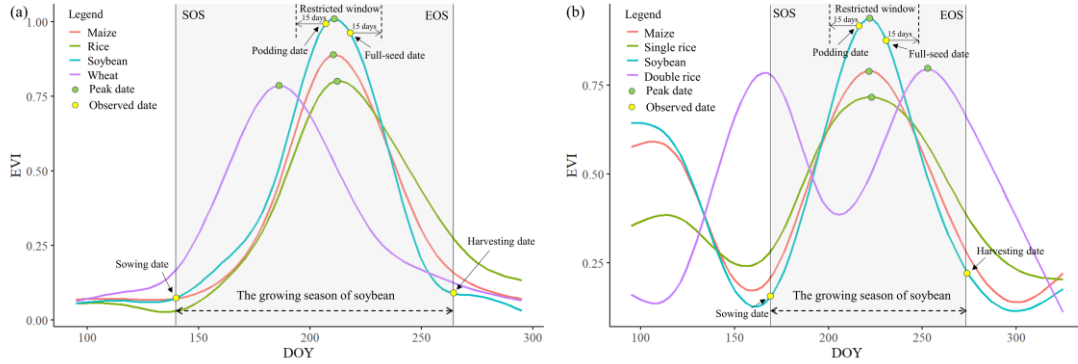 (a)
Legend
Maize
Rice
Soybean
Wheat
Peak date
Observed date
SOS
EOS
Restricted window
15 days
15 days
Podding date
Full-seed date
Sowing date
Harvesting date
The growing season of soybean
EVI
1.00
0.75
0.50
0.25
0.00
100
150
200
250
300
DOY
(b)
Legend
Maize
Single rice
Soybean
Double rice
Peak date
Observed date
SOS
EOS
Restricted window
15 days
15 days
Podding date
Full-seed date
Sowing date
Harvesting date
The growing season of soybean
EVI
0.75
0.50
0.25
100
150
200
250
300
DOY